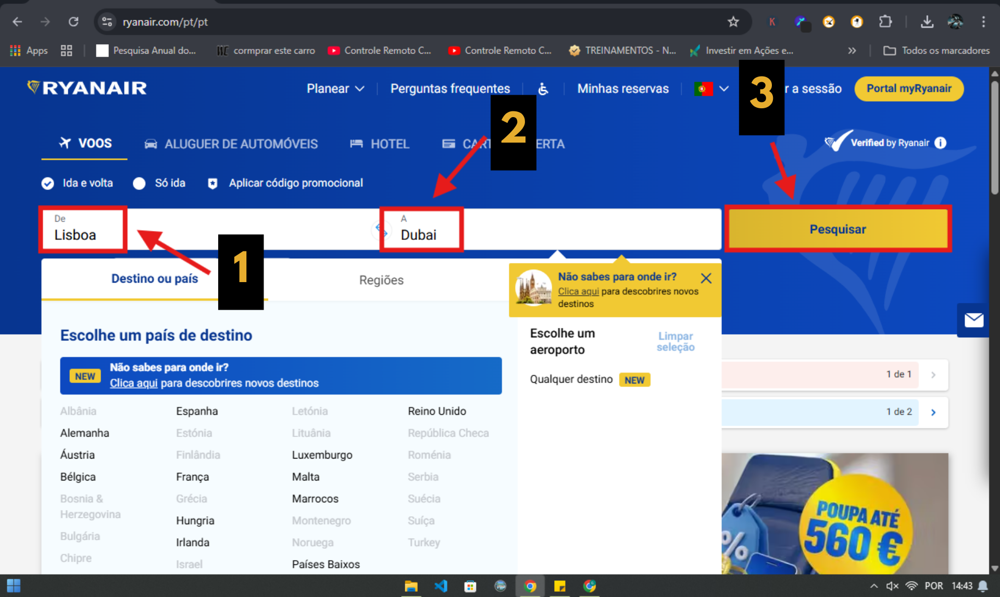 ryanair.com/pt/pt
K
Apps
Pesquisa Anual do...
cormprar este carro
Controle Remoto C...
Controle Remoto C...
TREINAMENTOS - N...
Investir em Ações e...
Todos os marcadores
RYANAIR
Planear
Perguntas frequentes
Minhas reservas
3
r a sessão
Portal myRyanair
VOOS
ALUGUER DE AUTOMÓVEIS
HOTEL
CART
2
ERTA
Verified by Ryanair
Ida e volta
Só ida
Aplicar código promocional
De
Lisboa
A
Dubai
Pesquisar
1
Destino ou país
Regiões
Não sabes para onde ir?
Clica aqui para descobrires novos
destinos
Escolhe um país de destino
NEW
Não sabes para onde ir?
Clica aqui para descobrires novos destinos
Escolhe um
aeroporto
Limpar
seleção
Qualquer destino NEW
1 de 1
1 de 2
Albânia
Alemanha
Áustria
Bélgica
Bosnia &
Herzegovina
Bulgária
Chipre
Espanha
Estónia
Finlândia
França
Grécia
Hungria
Irlanda
Israel
Letónia
Lituânia
Luxemburgo
Malta
Marrocos
Montenegro
Noruega
Países Baixos
Reino Unido
República Checa
Roménia
Serbia
Suécia
Suíça
Turkey
POUPA ATÉ
560 €
%
POR
14:43